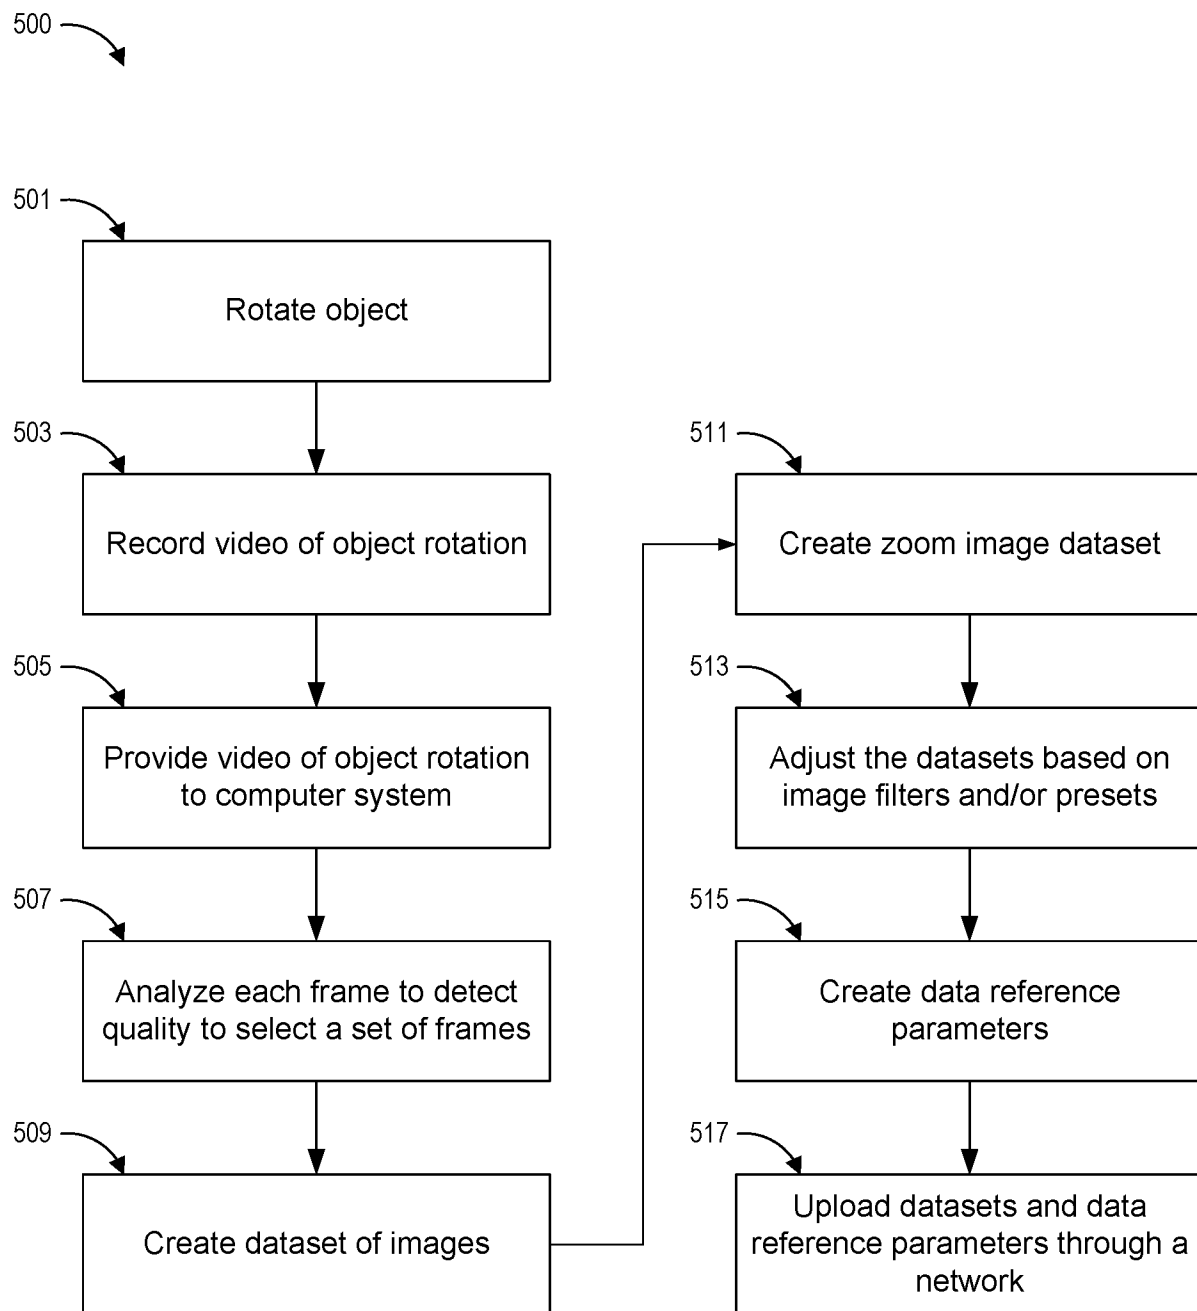 500
501
Rotate object
503
Record video of object rotation
505
Provide video of object rotation
to computer system
507
Analyze each frame to detect
quality to select a set of frames
509
Create dataset of images
511
Create zoom image dataset
513
Adjust the datasets based on
image filters and/or presets
515
Create data reference
parameters
517
Upload datasets and data
reference parameters through a
network